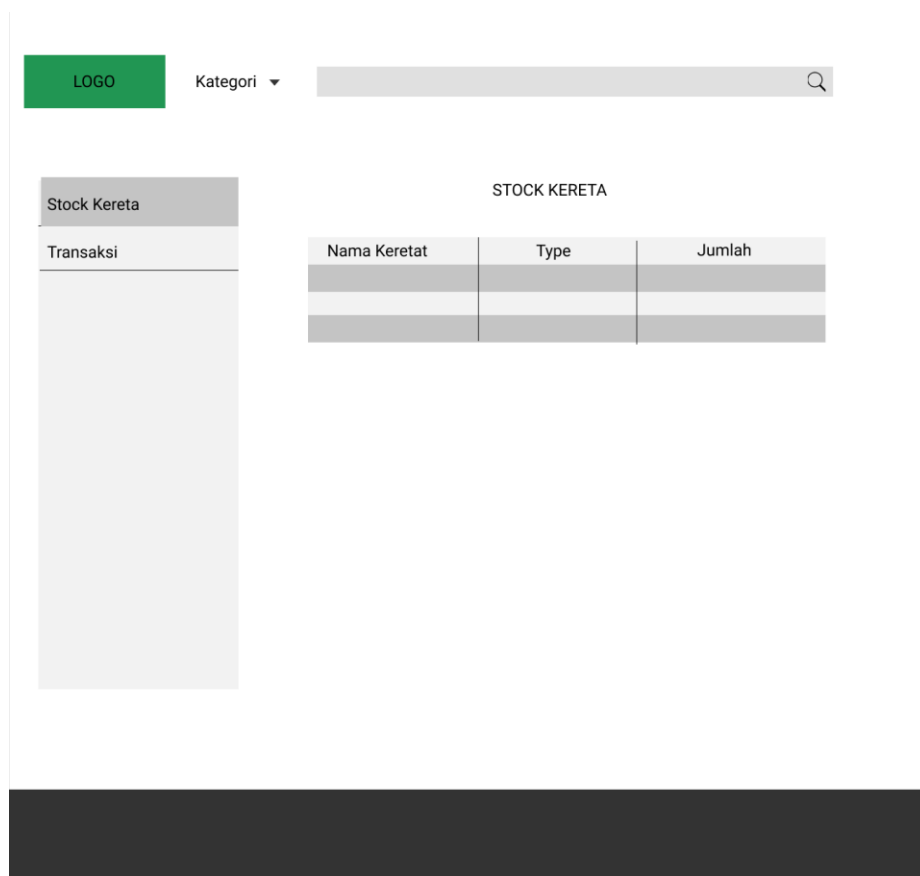 LOGO
Kategori
Stock Kereta
Transaksi
STOCK KERETA
Nama Keretat Type Jumlah